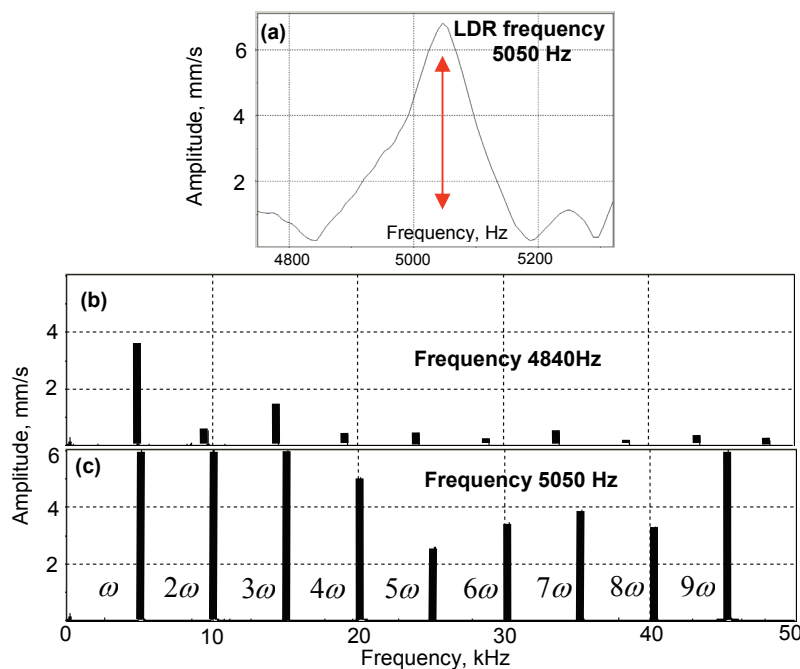 (a)
LDR frequency
5050 Hz
Amplitude, mm/s
6
4
2
Frequency, Hz
4800 5000 5200
(b)
4
2
Frequency 4840Hz
Amplitude, mm/s
(c)
6
4
2
Frequency 5050 Hz
ω 2ω 3ω 4ω 5ω 6ω 7ω 8ω 9ω
0 10 20 30 40 50
Frequency, kHz